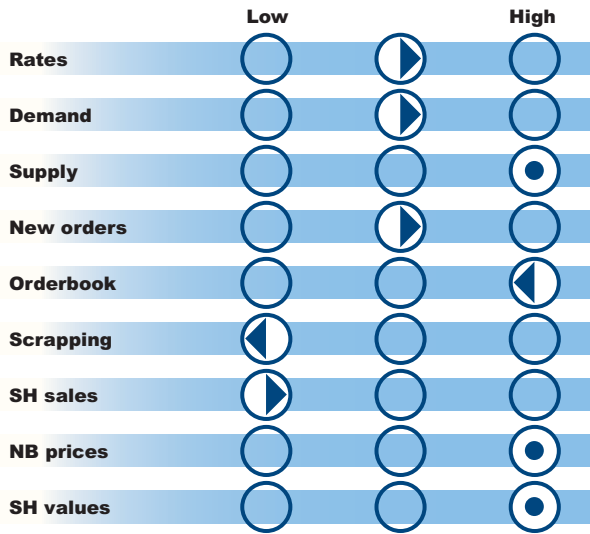 Low High
Rates
Demand
Supply
New orders
Orderbook
Scrapping
SH sales
NB prices
SH values